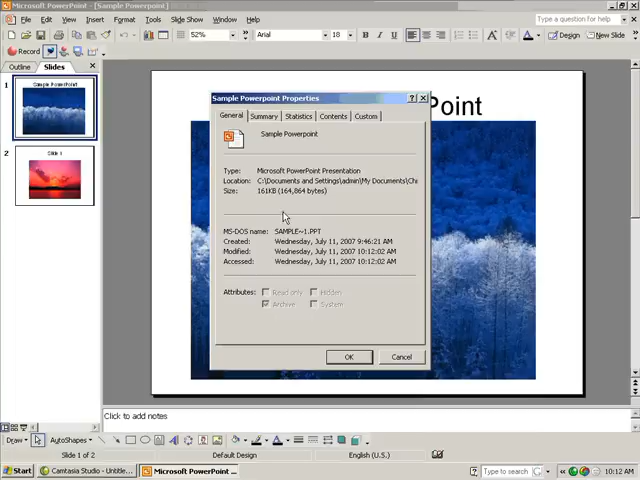 Microsoft PowerPoint - [Sample Powerpoint]
File Edit View Insert Format Tools Slide Show Window Help
Type a question for help
52%
Arial
18
B I U S
A
Design
New Slide
Record
Outline Slides
1
Sample PowerPoint
2
Slide 1
Point
Sample Powerpoint Properties
General Summary Statistics Contents Custom
Sample Powerpoint
Type: Microsoft PowerPoint Presentation
Location: C:\Documents and Settings\admin\My Documents\Chri
Size: 161KB (164,864 bytes)
MS-DOS name: SAMPLE~1.PPT
Created: Wednesday, July 11, 2007 9:46:21 AM
Modified: Wednesday, July 11, 2007 10:12:02 AM
Accessed: Wednesday, July 11, 2007 10:12:02 AM
Attributes: Read only Hidden
Archive System
OK Cancel
Click to add notes
Draw AutoShapes
Slide 1 of 2 Default Design English (U.S.)
Start Camtasia Studio - Untitle... Microsoft PowerPoint ... Type to search 10:12 AM